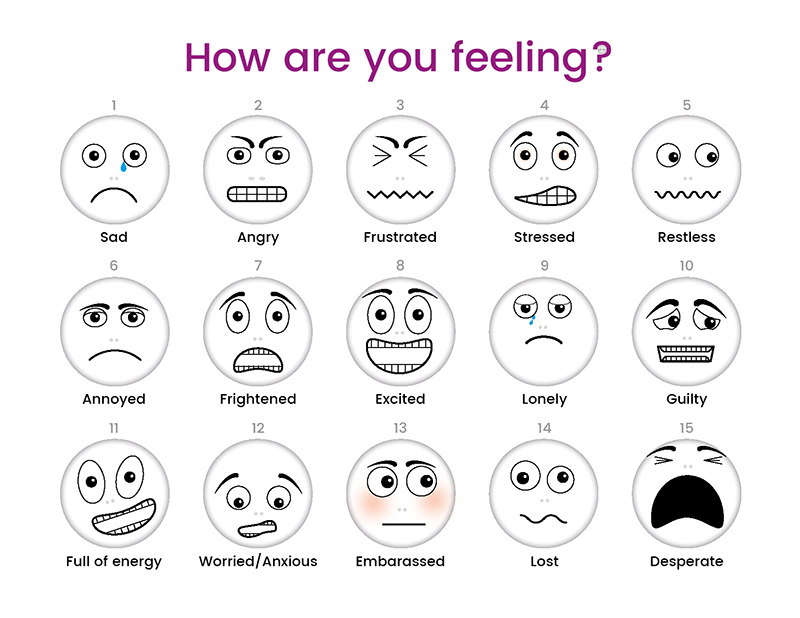 How are you feeling?
1 2 3 4 5
Sad Angry Frustrated Stressed Restless
6 7 8 9 10
Annoyed Frightened Excited Lonely Guilty
11 12 13 14 15
Full of energy Worried/Anxious Embarassed Lost Desperate